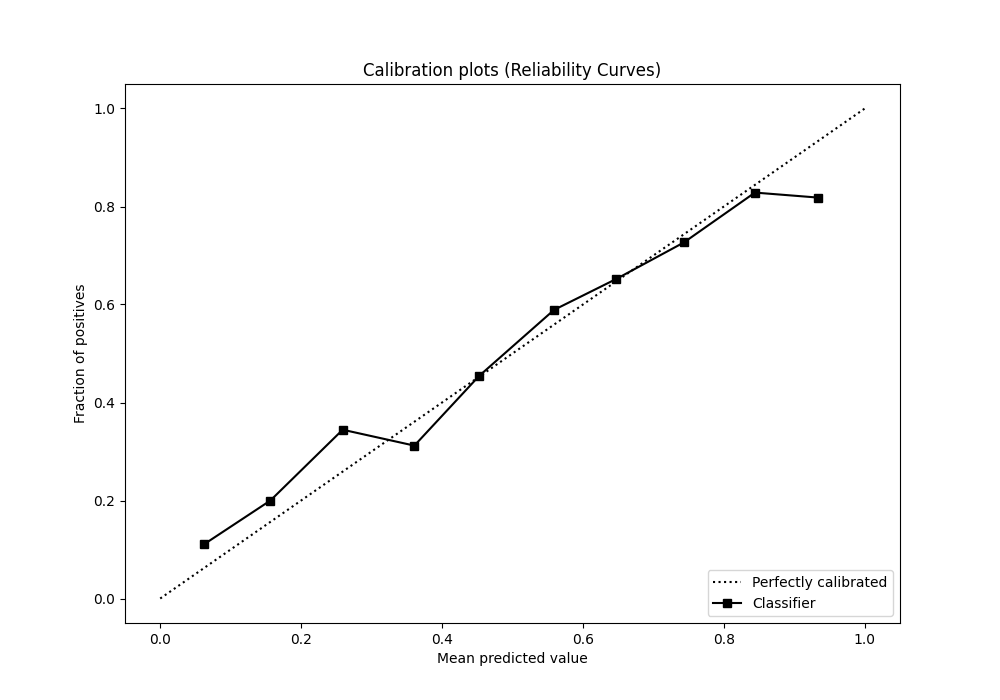 Calibration plots (Reliability Curves)
1.0
0.8
0.6
0.4
0.2
0.0
Fraction of positives
0.0 0.2 0.4 0.6 0.8 1.0
Mean predicted value
Perfectly calibrated
Classifier